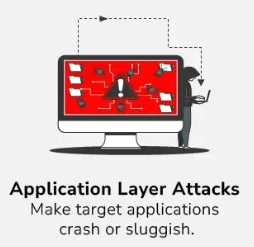 Application Layer Attacks
Make target applications
crash or sluggish.